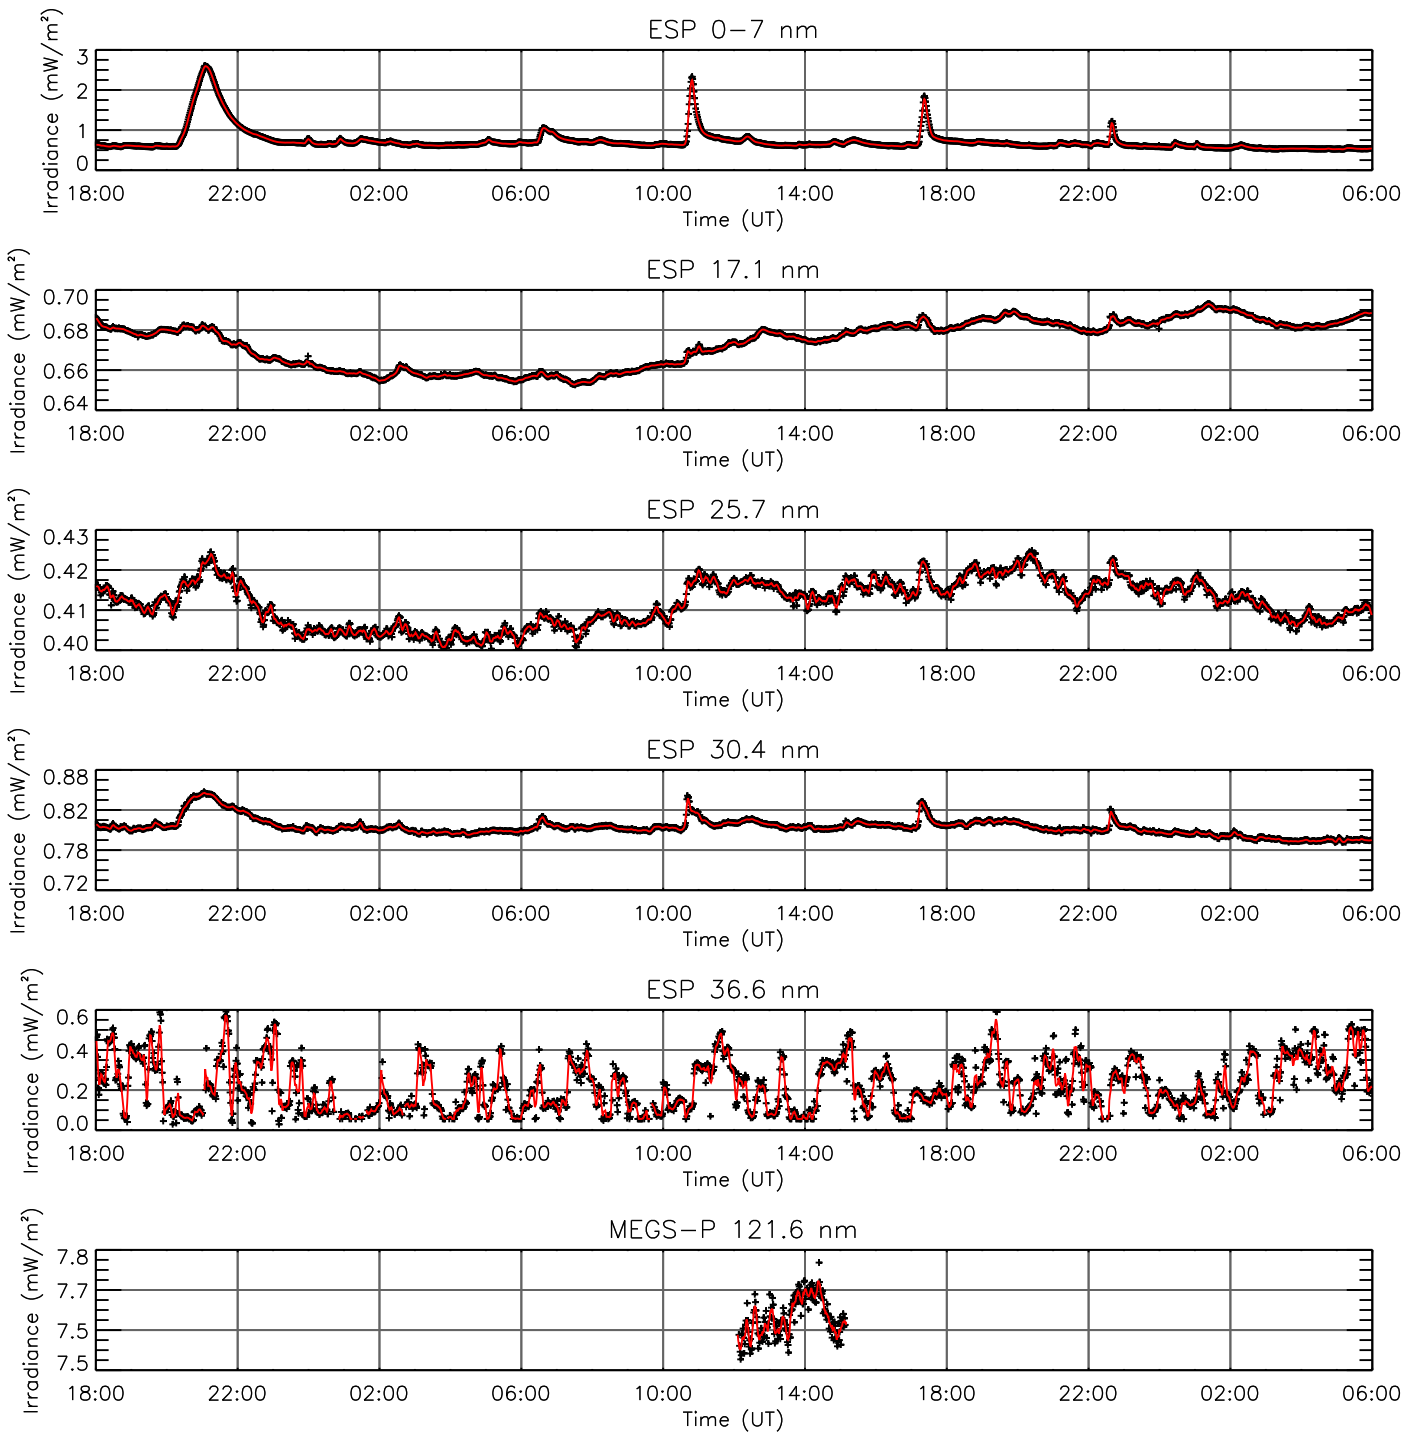 ESP 0-7 nm
Irradiance (mW/m²)
3
2
1
0
18:00 22:00 02:00 06:00 10:00 14:00 18:00 22:00 02:00 06:00
Time (UT)
ESP 17.1 nm
Irradiance (mW/m²)
0.70
0.68
0.66
0.64
18:00 22:00 02:00 06:00 10:00 14:00 18:00 22:00 02:00 06:00
Time (UT)
ESP 25.7 nm
Irradiance (mW/m²)
0.43
0.42
0.41
0.40
18:00 22:00 02:00 06:00 10:00 14:00 18:00 22:00 02:00 06:00
Time (UT)
ESP 30.4 nm
Irradiance (mW/m²)
0.88
0.82
0.78
0.72
18:00 22:00 02:00 06:00 10:00 14:00 18:00 22:00 02:00 06:00
Time (UT)
ESP 36.6 nm
Irradiance (mW/m²)
0.6
0.4
0.2
0.0
18:00 22:00 02:00 06:00 10:00 14:00 18:00 22:00 02:00 06:00
Time (UT)
MEGS-P 121.6 nm
Irradiance (mW/m²)
7.8
7.7
7.5
7.5
18:00 22:00 02:00 06:00 10:00 14:00 18:00 22:00 02:00 06:00
Time (UT)